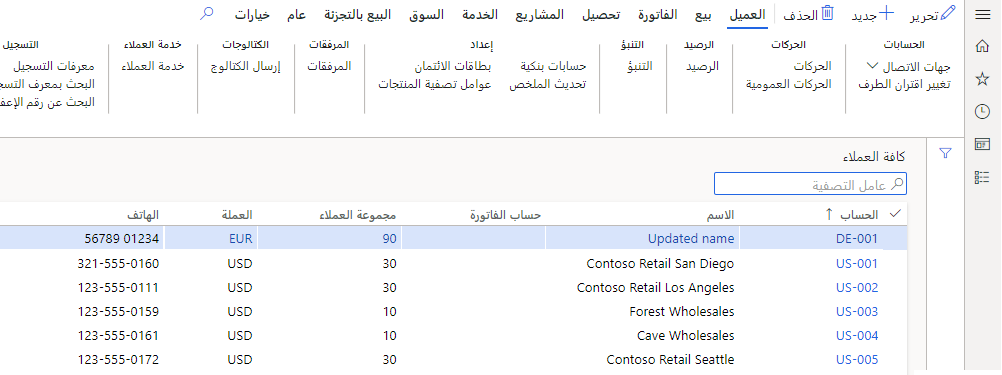 تحرير جديد الحذف العميل بيع الفاتورة تحصيل المشاريع الخدمة السوق البيع بالتجزئة عام خيارات
الحسابات الحركات الرصيد التنبؤ إعداد المرفقات الكتالوجات خدمة العملاء التسجيل
جهات الاتصال الحركات الرصيد التنبؤ حسابات بنكية بطاقات الائتمان المرفقات إرسال الكتالوج خدمة العملاء معرفات التسجيل
تغيير اقتران الطرف الحركات العمومية تحديث الملخص عوامل تصفية المنتجات البحث بمعرف
البحث عن رقم
كافة العملاء
عامل التصفية
الحساب الاسم حساب الفاتورة مجموعة العملاء العملة الهاتف
DE-001 Updated name 90 EUR 56789 01234
US-001 Contoso Retail San Diego 30 USD 321-555-0160
US-002 Contoso Retail Los Angeles 30 USD 123-555-0111
US-003 Forest Wholesales 10 USD 123-555-0159
US-004 Cave Wholesales 10 USD 123-555-0161
US-005 Contoso Retail Seattle 30 USD 123-555-0172